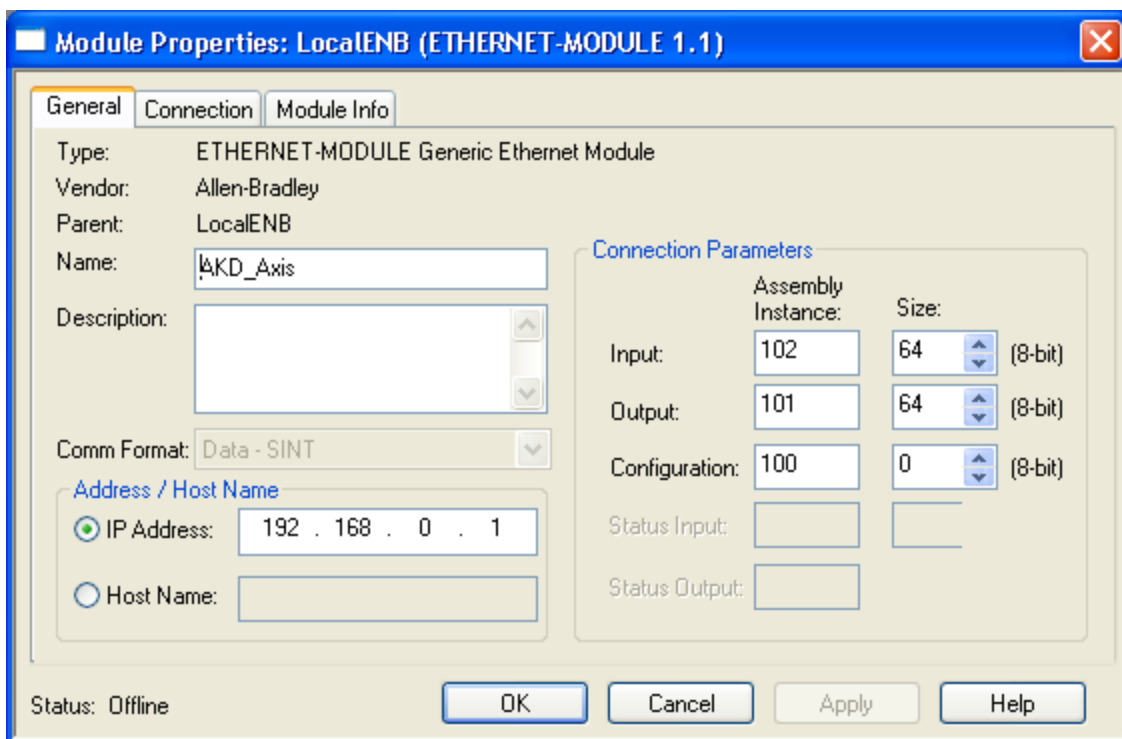 Module Properties: LocalENB (ETHERNET-MODULE 1.1)
General Connection Module Info
Type: ETHERNET-MODULE Generic Ethernet Module
Vendor: Allen-Bradley
Parent: LocalENB
Name: AKD_Axis
Description:
Comm Format: Data - SINT
Address / Host Name
IP Address: 192 . 168 . 0 . 1
Host Name:
Connection Parameters
Assembly
Instance: Size:
Input: 102 64 (8-bit)
Output: 101 64 (8-bit)
Configuration: 100 0 (8-bit)
Status Input:
Status Output:
Status: Offline OK Cancel Apply Help